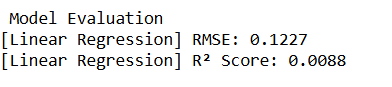 Model Evaluation
[Linear Regression] RMSE: 0.1227
[Linear Regression] R² Score: 0.0088